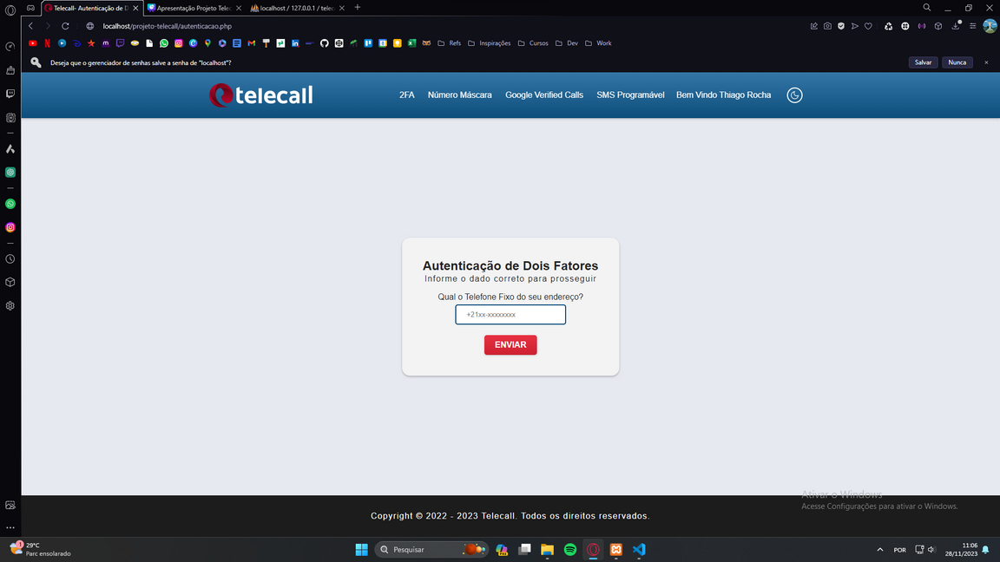 Telecall- Autenticação de D
Apresentação Projeto Telec
localhost / 127.0.0.1 / telec
localhost/projeto-telecall/autenticacao.php
Refs
Inspirações
Cursos
Dev
Work
Deseja que o gerenciador de senhas salve a senha de "localhost"?
Salvar
Nunca
telecall
2FA
Número Máscara
Google Verified Calls
SMS Programável
Bem Vindo Thiago Rocha
Autenticação de Dois Fatores
Informe o dado correto para prosseguir
Qual o Telefone Fixo do seu endereço?
+21xx-xxxxxxxx
ENVIAR
Ativar o Windows
Acesse Configurações para ativar o Windows.
Copyright © 2022 - 2023 Telecall. Todos os direitos reservados.
1
29°C
Parc ensolarado
Pesquisar
POR
11:06
28/11/2023